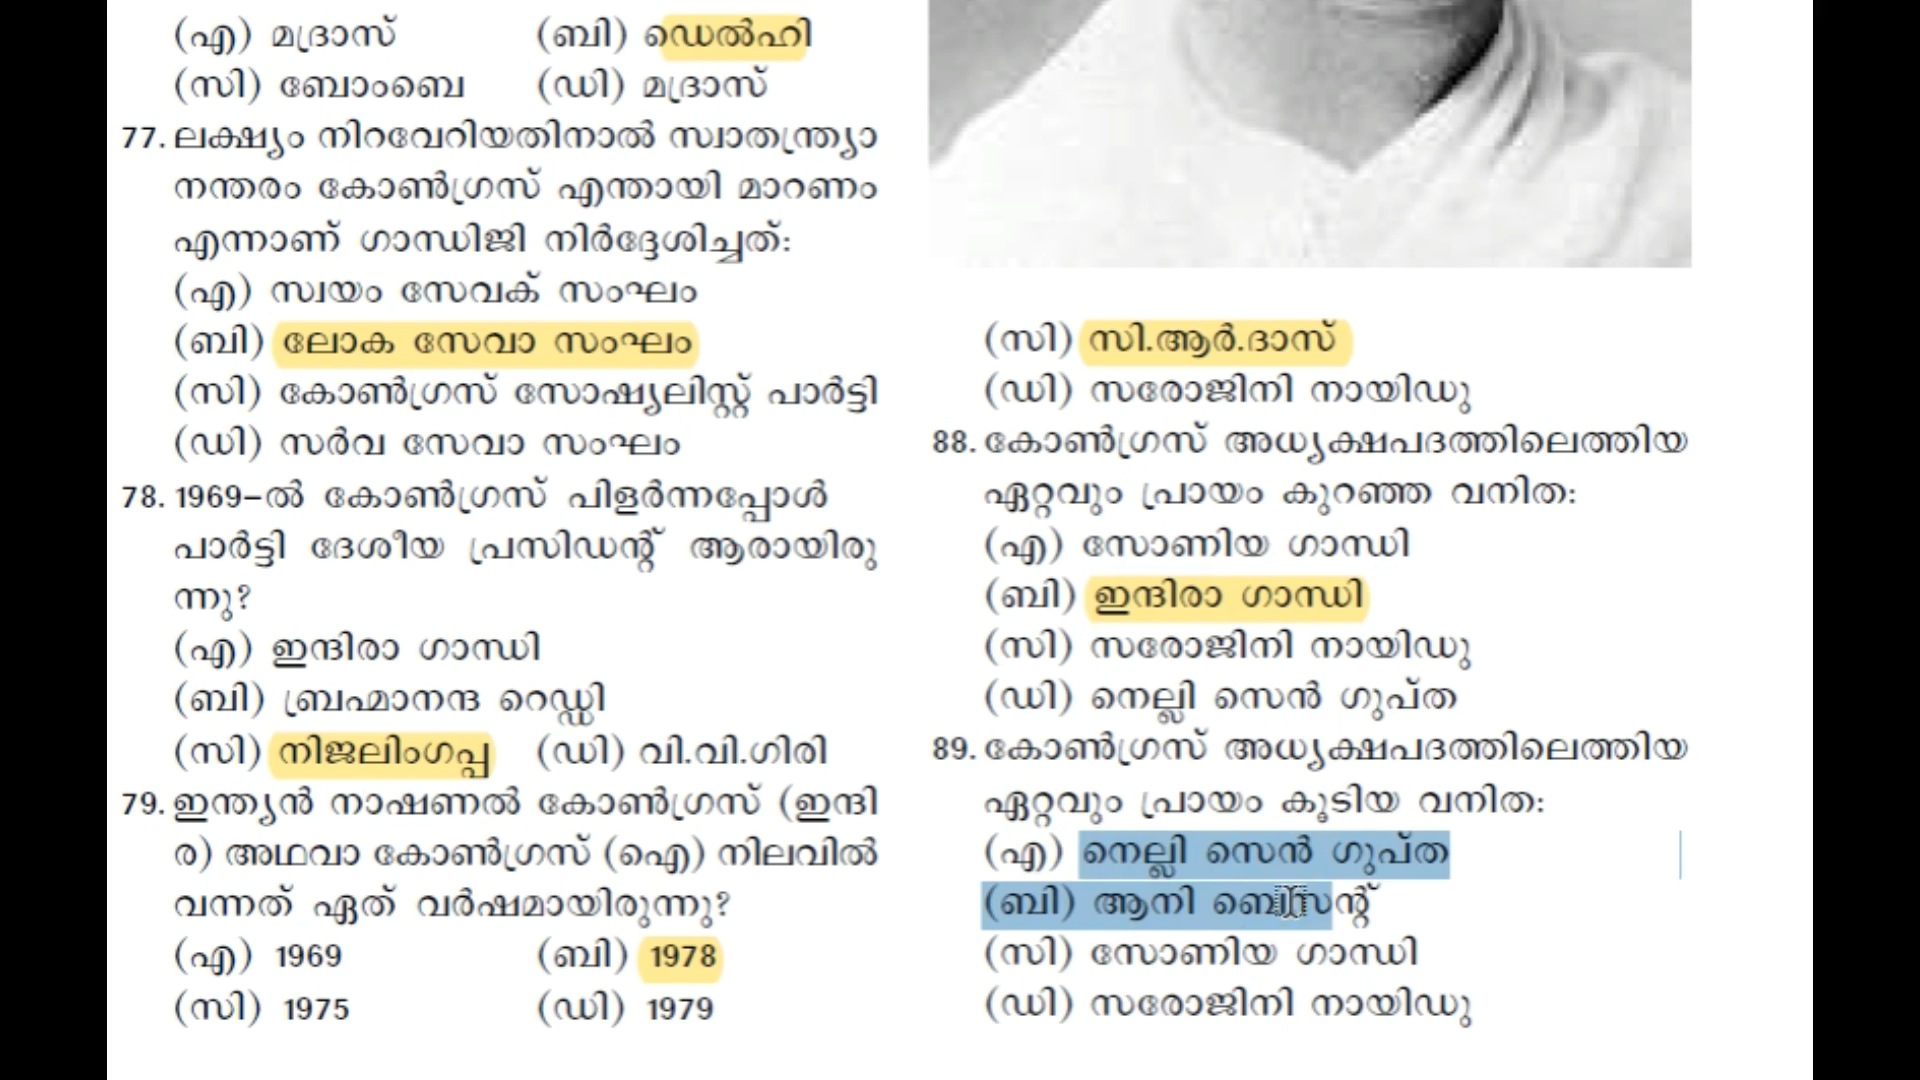 (എ) മദ്രാസ് (ബി) ഡെൽഹി
(സി) ബോംബെ (ഡി) മദ്രാസ്
77. ലക്ഷ്യം നിറവേറിയതിനാൽ സ്വാതന്ത്ര്യാ
നന്തരം കോൺഗ്രസ് എന്തായി മാറണം
എന്നാണ് ഗാന്ധിജി നിർദ്ദേശിച്ചത്:
(എ) സ്വയം സേവക് സംഘം
(ബി) ലോക സേവാ സംഘം
(സി) കോൺഗ്രസ് സോഷ്യലിസ്റ്റ് പാർട്ടി
(ഡി) സർവ സേവാ സംഘം
78. 1969-ൽ കോൺഗ്രസ് പിളർന്നപ്പോൾ
പാർട്ടി ദേശീയ പ്രസിഡന്റ് ആരായിരു
ന്നു?
(എ) ഇന്ദിരാ ഗാന്ധി
(ബി) ബ്രഹ്മാനന്ദ റെഡ്ഡി
(സി) നിജലിംഗപ്പ (ഡി) വി.വി.ഗിരി
79. ഇന്ത്യൻ നാഷണൽ കോൺഗ്രസ് (ഇന്ദി
ര) അഥവാ കോൺഗ്രസ് (ഐ) നിലവിൽ
വന്നത് ഏത് വർഷമായിരുന്നു?
(എ) 1969 (ബി) 1978
(സി) 1975 (ഡി) 1979
(സി) സി.ആർ.ദാസ്
(ഡി) സരോജിനി നായിഡു
88. കോൺഗ്രസ് അധ്യക്ഷപദത്തിലെത്തിയ
ഏറ്റവും പ്രായം കുറഞ്ഞ വനിത:
(എ) സോണിയ ഗാന്ധി
(ബി) ഇന്ദിരാ ഗാന്ധി
(സി) സരോജിനി നായിഡു
(ഡി) നെല്ലി സെൻ ഗുപ്ത
89. കോൺഗ്രസ് അധ്യക്ഷപദത്തിലെത്തിയ
ഏറ്റവും പ്രായം കൂടിയ വനിത:
(എ) നെല്ലി സെൻ ഗുപ്ത
(ബി) ആനി ബെസന്റ്
(സി) സോണിയ ഗാന്ധി
(ഡി) സരോജിനി നായിഡു